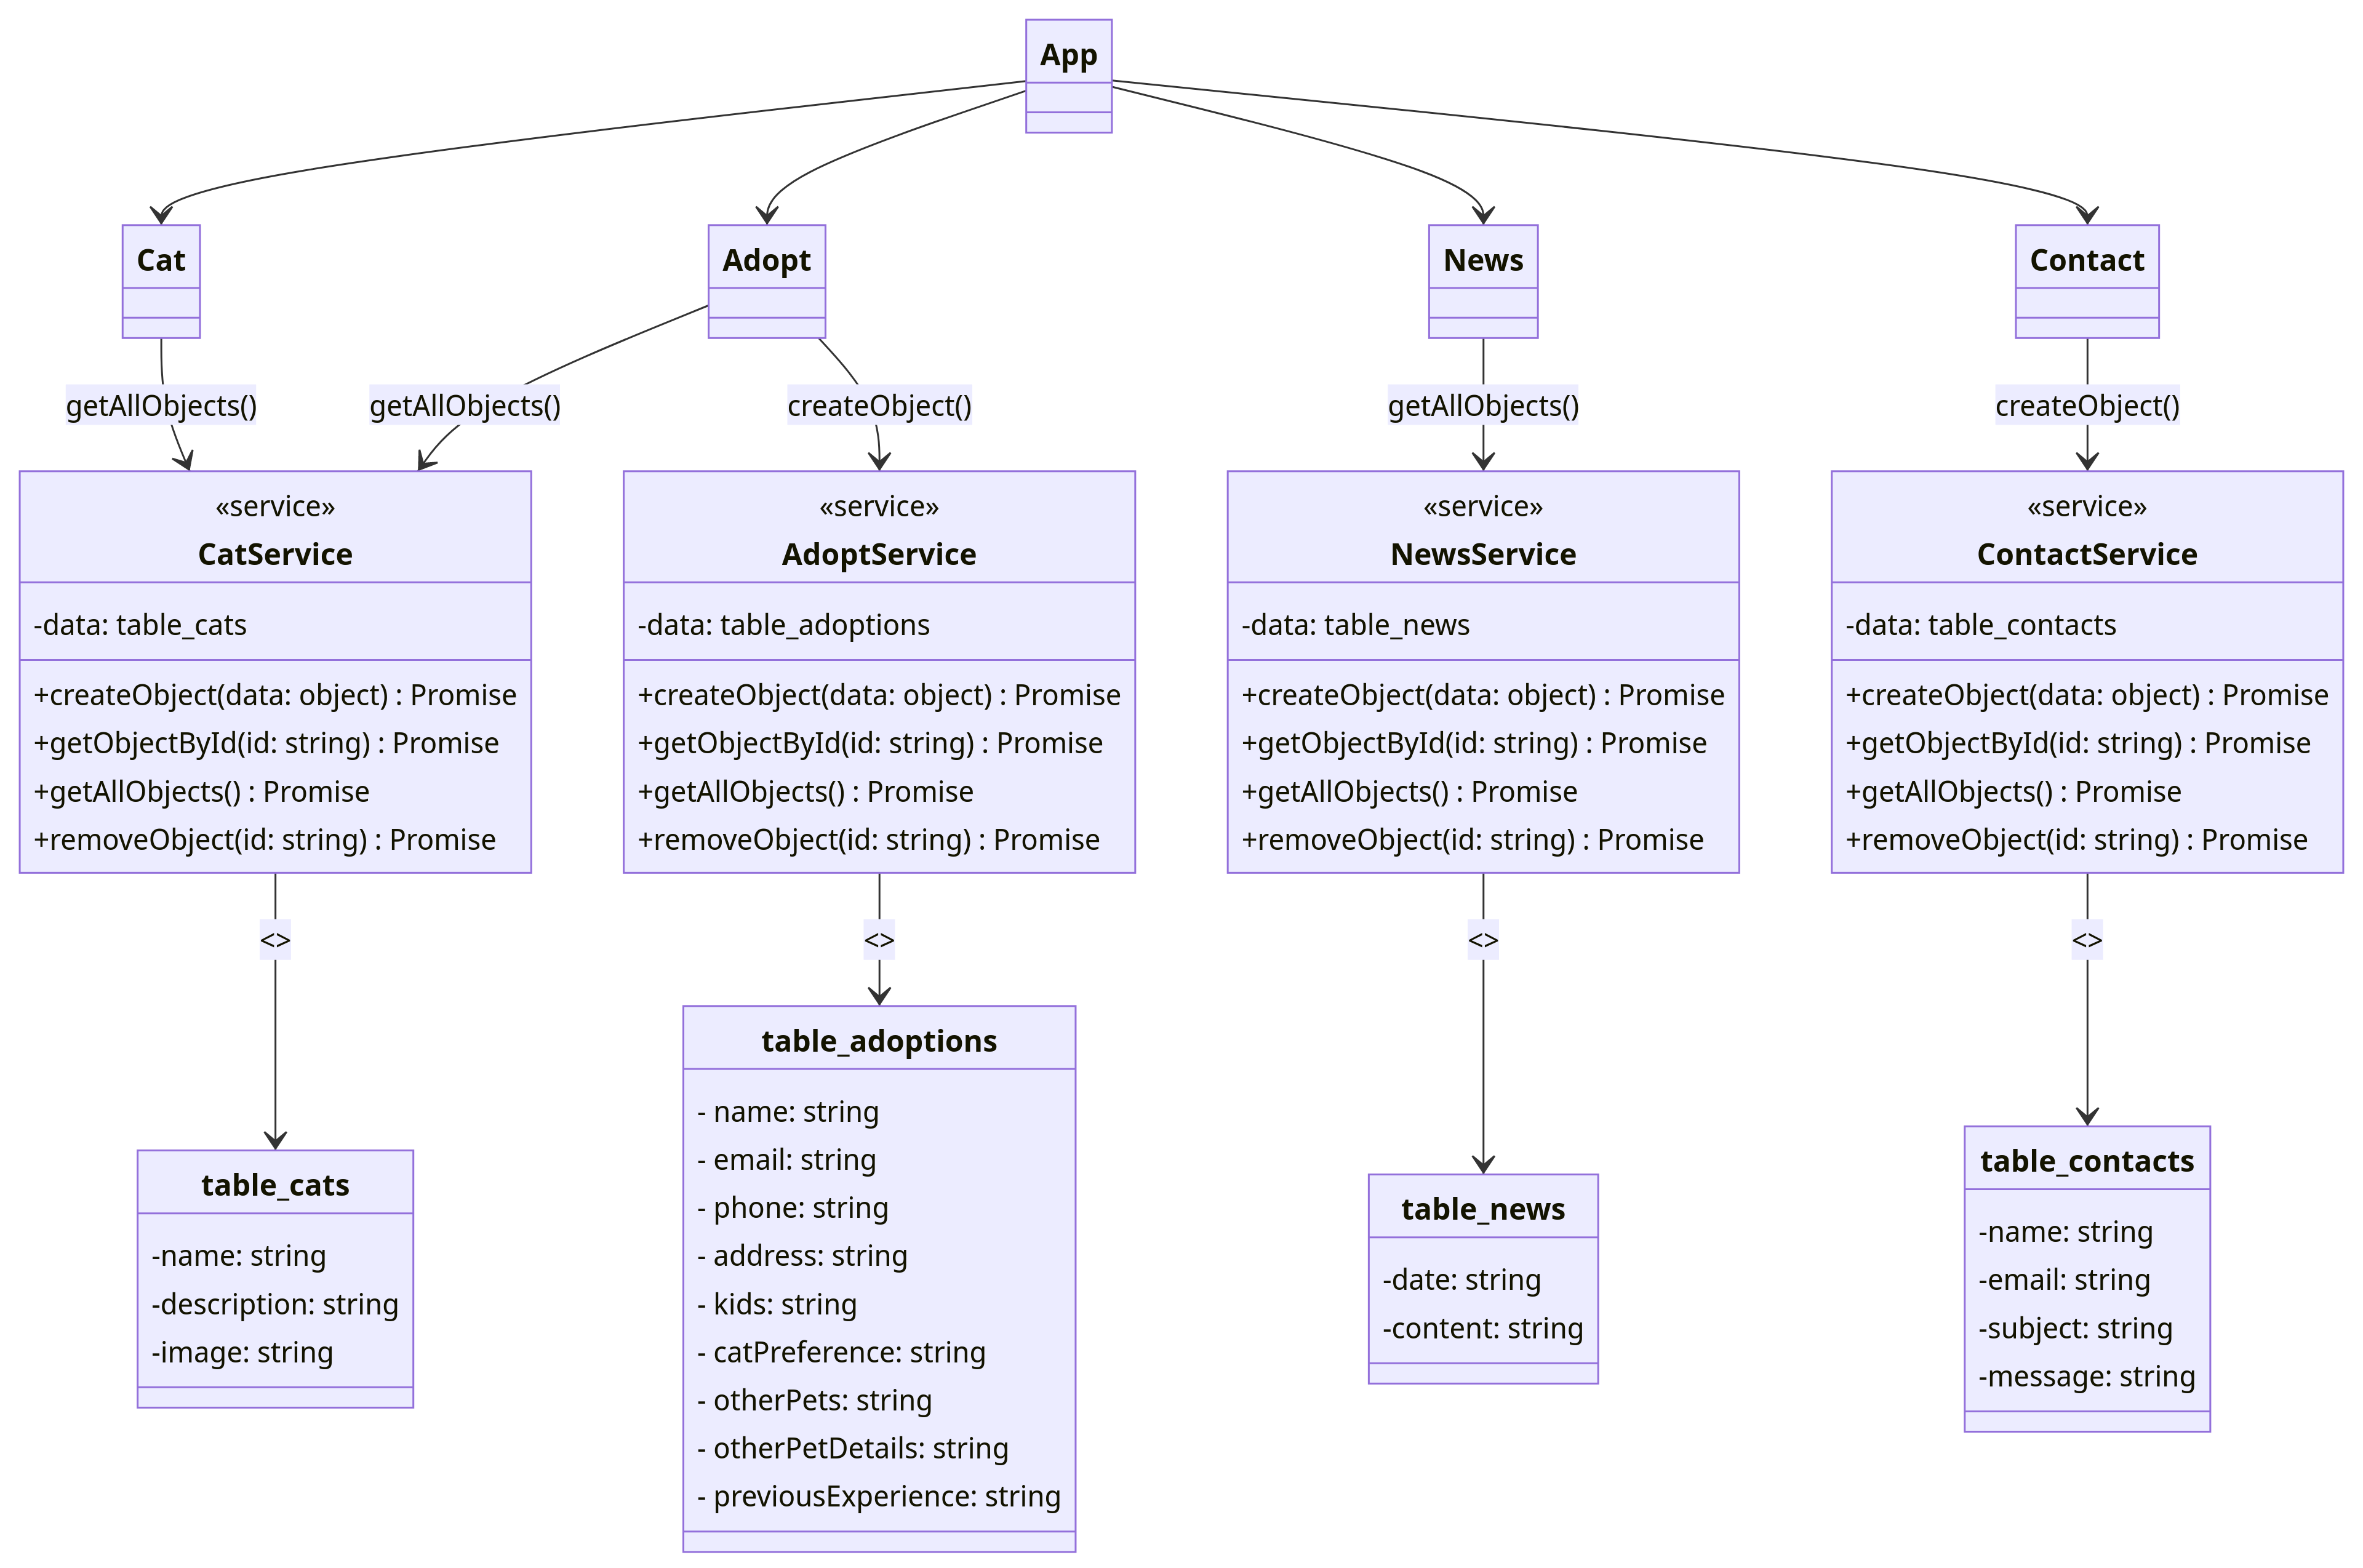 App
Cat
Adopt
News
Contact
getAllObjects()
getAllObjects()
createObject()
getAllObjects()
createObject()
«service»
CatService
-data: table_cats
+createObject(data: object) : Promise
+getObjectById(id: string) : Promise
+getAllObjects() : Promise
+removeObject(id: string) : Promise
«service»
AdoptService
-data: table_adoptions
+createObject(data: object) : Promise
+getObjectById(id: string) : Promise
+getAllObjects() : Promise
+removeObject(id: string) : Promise
«service»
NewsService
-data: table_news
+createObject(data: object) : Promise
+getObjectById(id: string) : Promise
+getAllObjects() : Promise
+removeObject(id: string) : Promise
«service»
ContactService
-data: table_contacts
+createObject(data: object) : Promise
+getObjectById(id: string) : Promise
+getAllObjects() : Promise
+removeObject(id: string) : Promise
<>
<>
<>
<>
table_cats
-name: string
-description: string
-image: string
table_adoptions
- name: string
- email: string
- phone: string
- address: string
- kids: string
- catPreference: string
- otherPets: string
- otherPetDetails: string
- previousExperience: string
table_news
-date: string
-content: string
table_contacts
-name: string
-email: string
-subject: string
-message: string